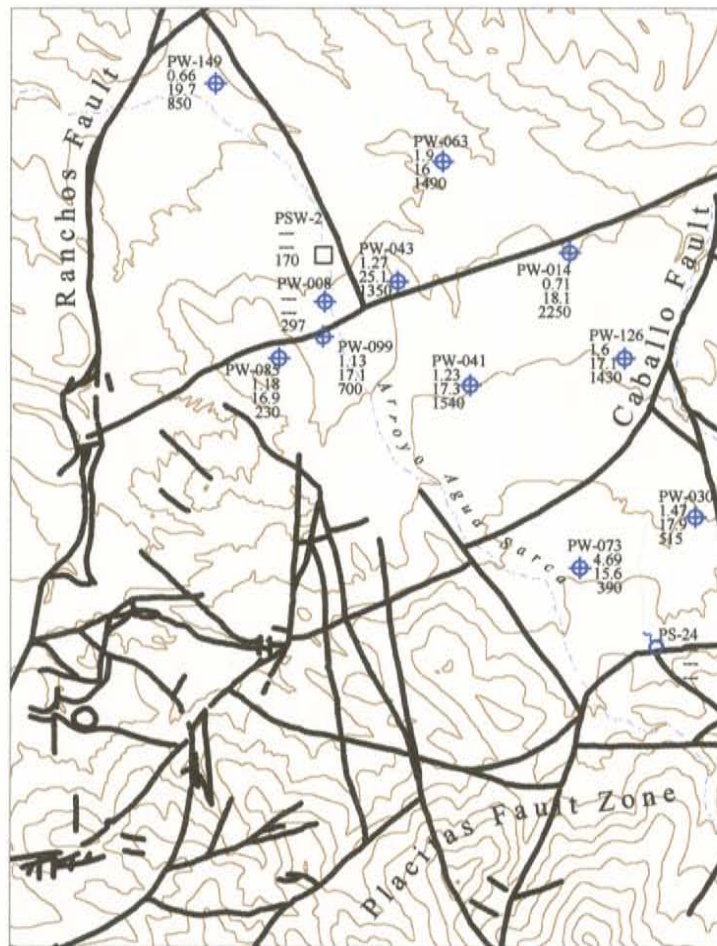 PW-149
0.66
19.7
850
Ranchos Fault
PW-063
1.9
16
1490
PSW-2
--
--
170
PW-043
1.27
25.1
1350
PW-014
0.71
18.1
2250
Caballo Fault
PW-008
--
--
297
PW-099
1.13
17.1
700
PW-085
1.18
16.9
230
PW-041
1.23
17.3
1540
PW-126
1.6
17.1
1430
Arroyo Agua Sarca
PW-030
1.47
17.9
515
PW-073
4.69
15.6
390
PS-24
--
--
Placitas Fault Zone